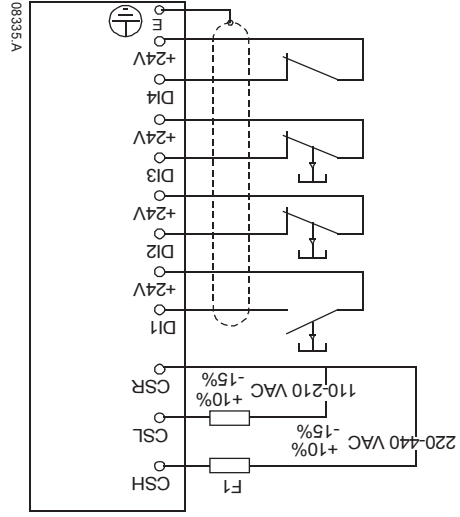 F1
CSH
220-440 VAC
+10%
-15%
CSL
110-210 VAC
+10%
-15%
CSR
DI1
+24V
DI2
+24V
DI3
+24V
DI4
+24V
E
08335.A